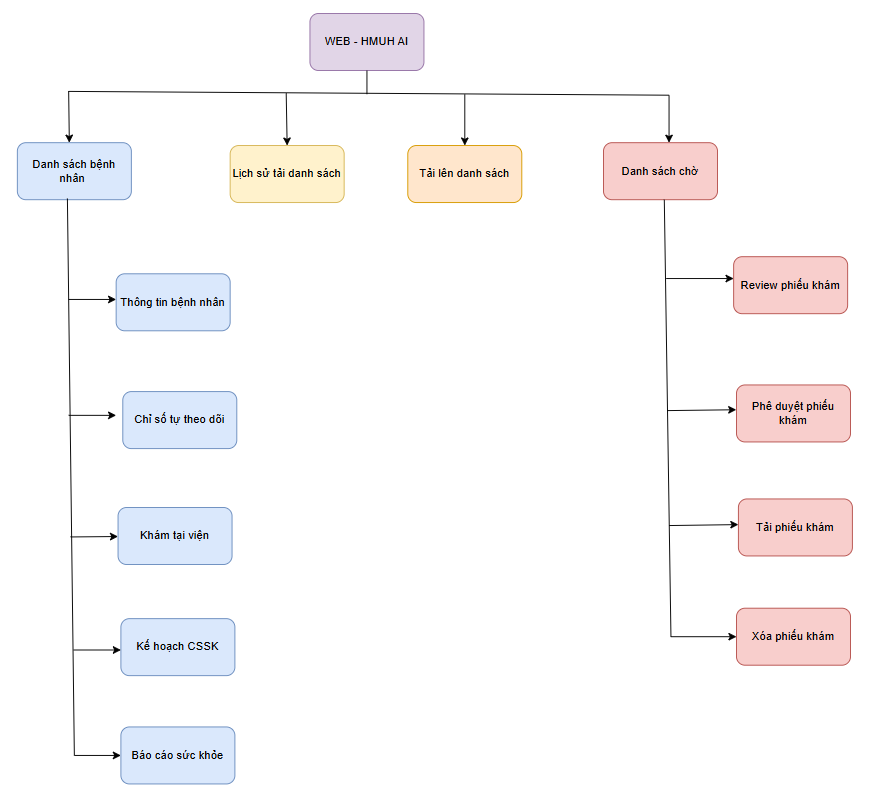 WEB - HMUH AI
Danh sách bệnh
nhân
Lịch sử tải danh sách
Tải lên danh sách
Danh sách chờ
Thông tin bệnh nhân
Chỉ số tự theo dõi
Khám tại viện
Kế hoạch CSSK
Báo cáo sức khỏe
Review phiếu khám
Phê duyệt phiếu
khám
Tải phiếu khám
Xóa phiếu khám